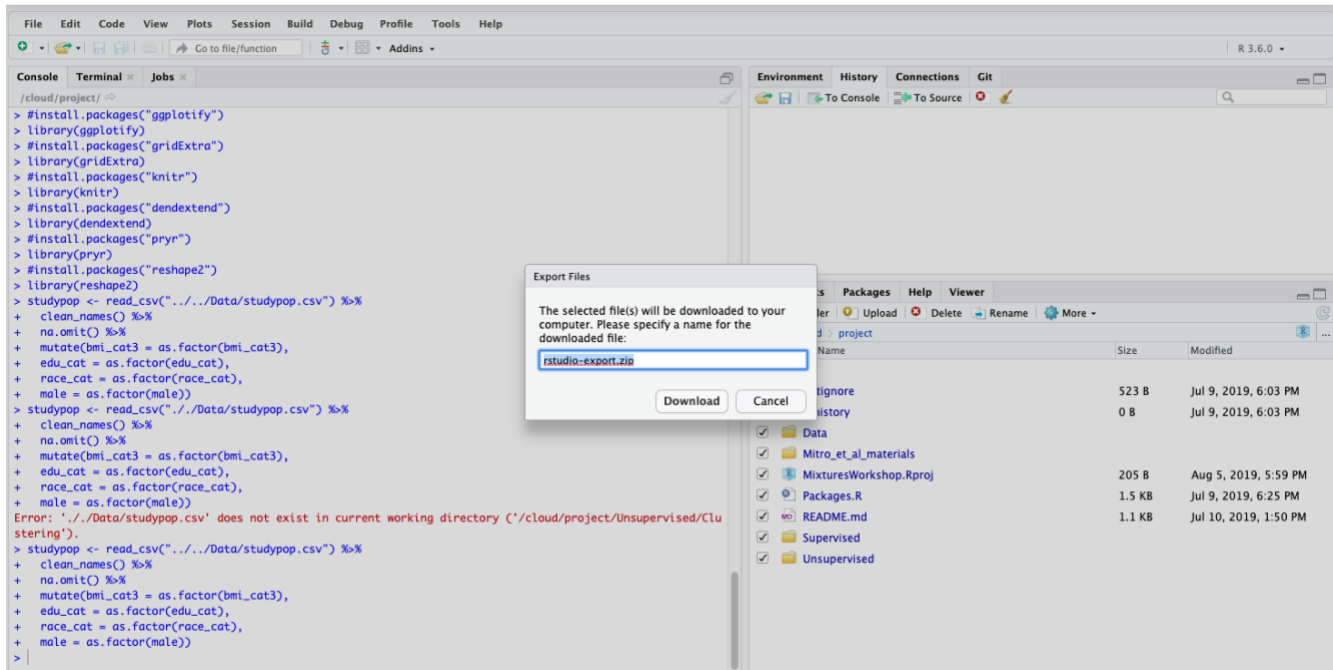 File Edit Code View Plots Session Build Debug Profile Tools Help
Go to file/function Addins R 3.6.0
Console Terminal Jobs
/cloud/project/
> #install.packages("ggplotify")
> library(ggplotify)
> #install.packages("gridExtra")
> library(gridExtra)
> #install.packages("knitr")
> library(knitr)
> #install.packages("dendextend")
> library(dendextend)
> #install.packages("pryr")
> library(pryr)
> #install.packages("reshape2")
> library(reshape2)
> studypop <- read_csv("../../Data/studypop.csv") %>%
+   clean_names() %>%
+   na.omit() %>%
+   mutate(bmi_cat3 = as.factor(bmi_cat3),
+   edu_cat = as.factor(edu_cat),
+   race_cat = as.factor(race_cat),
+   male = as.factor(male))
> studypop <- read_csv("././Data/studypop.csv") %>%
+   clean_names() %>%
+   na.omit() %>%
+   mutate(bmi_cat3 = as.factor(bmi_cat3),
+   edu_cat = as.factor(edu_cat),
+   race_cat = as.factor(race_cat),
+   male = as.factor(male))
Error: '././Data/studypop.csv' does not exist in current working directory ('/cloud/project/Unsupervised/Clu
stering').
> studypop <- read_csv("../../Data/studypop.csv") %>%
+   clean_names() %>%
+   na.omit() %>%
+   mutate(bmi_cat3 = as.factor(bmi_cat3),
+   edu_cat = as.factor(edu_cat),
+   race_cat = as.factor(race_cat),
+   male = as.factor(male))
>
Environment History Connections Git
To Console To Source
Export Files
The selected file(s) will be downloaded to your
computer. Please specify a name for the
downloaded file:
rstudio-export.zip
Download Cancel
s Packages Help Viewer
der Upload Delete Rename More
d > project ...
Name Size Modified
tignore 523 B Jul 9, 2019, 6:03 PM
history 0 B Jul 9, 2019, 6:03 PM
Data
Mitro_et_al_materials
MixturesWorkshop.Rproj 205 B Aug 5, 2019, 5:59 PM
Packages.R 1.5 KB Jul 9, 2019, 6:25 PM
README.md 1.1 KB Jul 10, 2019, 1:50 PM
Supervised
Unsupervised